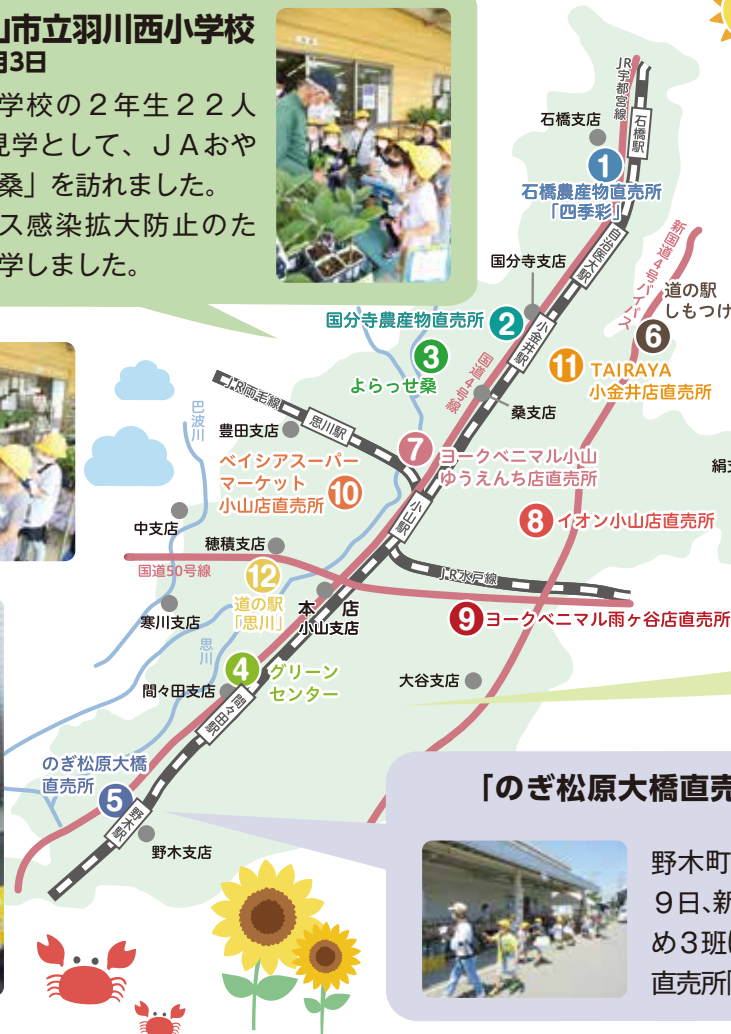 山市立羽川西小学校
月3日
学校の２年生２２人
見学として、ＪＡおや
桑」を訪れました。
ス感染拡大防止のた
学しました。
JR宇都宮線
石橋駅
石橋支店
1
石橋農産物直売所
「四季彩」
自治医大駅
新国道4号バイパス
国分寺支店
道の駅
しもつけ
6
国分寺農産物直売所
2
小金井駅
3
よらっせ桑
国道4号線
11
TAIRAYA
小金井店直売所
桑支店
JR両毛線
思川駅
豊田支店
巴波川
7
ヨークベニマル小山
ゆうえんち店直売所
絹支
ベイシアスーパー
マーケット
小山店直売所
10
小山駅
8
イオン小山店直売所
中支店
穂積支店
国道50号線
JR水戸線
12
道の駅
「思川」
本店
小山支店
寒川支店
思川
9
ヨークベニマル雨ヶ谷店直売所
4
グリーン
センター
大谷支店
間々田支店
間々田駅
のぎ松原大橋
直売所
5
野木駅
野木支店
「のぎ松原大橋直売
野木町
９日、新
め３班に
直売所「